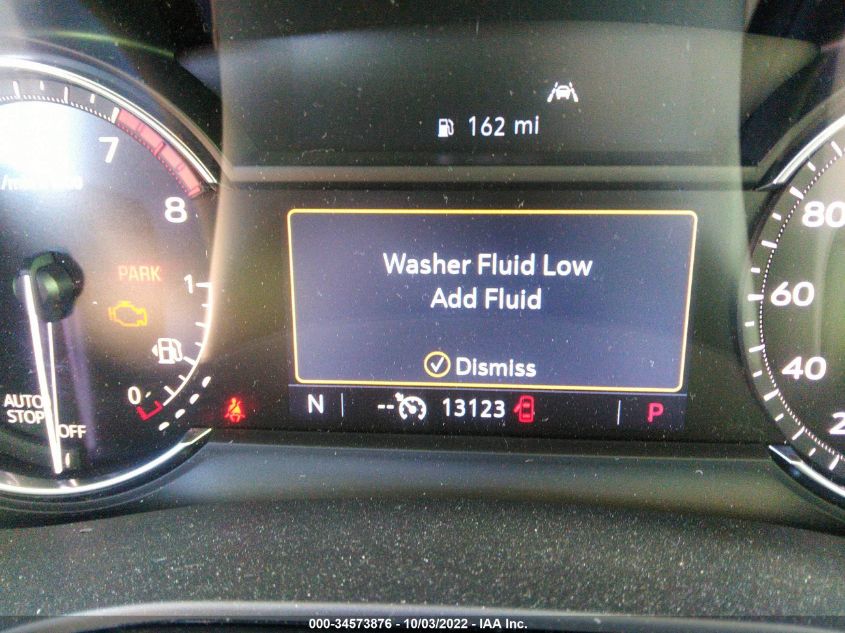 162 mi
7
8
PARK
1
0
AUTO
STOP
OFF
Washer Fluid Low
Add Fluid
Dismiss
N
--
13123
P
80
60
40
2
000-34573876 - 10/03/2022 - IAA Inc.